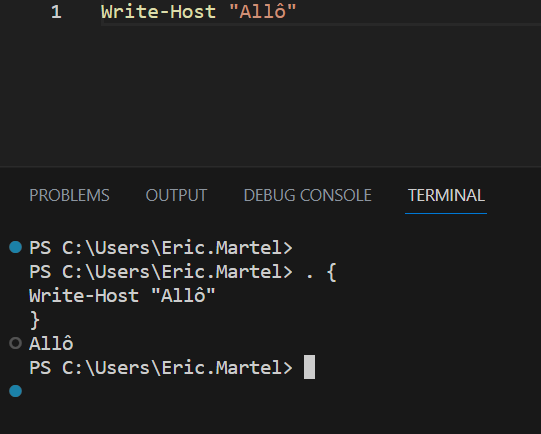 1 Write-Host "Allô"
PROBLEMS OUTPUT DEBUG CONSOLE TERMINAL
PS C:\Users\Eric.Martel>
PS C:\Users\Eric.Martel> . {
Write-Host "Allô"
}
Allô
PS C:\Users\Eric.Martel>